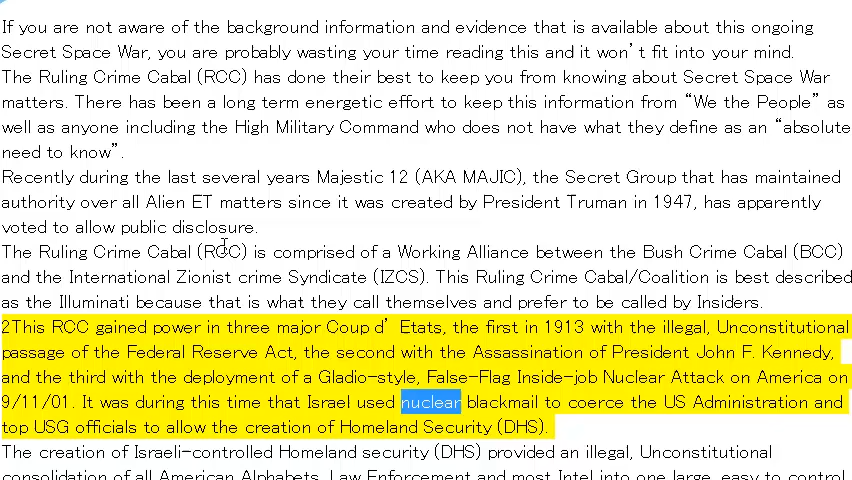 If you are not aware of the background information and evidence that is available about this ongoing
Secret Space War, you are probably wasting your time reading this and it won't fit into your mind.
The Ruling Crime Cabal (RCC) has done their best to keep you from knowing about Secret Space War
matters. There has been a long term energetic effort to keep this information from “We the People” as
well as anyone including the High Military Command who does not have what they define as an “absolute
need to know”.
Recently during the last several years Majestic 12 (AKA MAJIC), the Secret Group that has maintained
authority over all Alien ET matters since it was created by President Truman in 1947, has apparently
voted to allow public disclosure.
The Ruling Crime Cabal (RCC) is comprised of a Working Alliance between the Bush Crime Cabal (BCC)
and the International Zionist crime Syndicate (IZCS). This Ruling Crime Cabal/Coalition is best described
as the Illuminati because that is what they call themselves and prefer to be called by Insiders.
2This RCC gained power in three major Coup d’ Etats, the first in 1913 with the illegal, Unconstitutional
passage of the Federal Reserve Act, the second with the Assassination of President John F. Kennedy,
and the third with the deployment of a Gladio-style, False-Flag Inside-job Nuclear Attack on America on
9/11/01. It was during this time that Israel used nuclear blackmail to coerce the US Administration and
top USG officials to allow the creation of Homeland Security (DHS).
The creation of Israeli-controlled Homeland security (DHS) provided an illegal, Unconstitutional
consolidation of all American Alphabets, Law Enforcement and most Intel into one large, easy to control